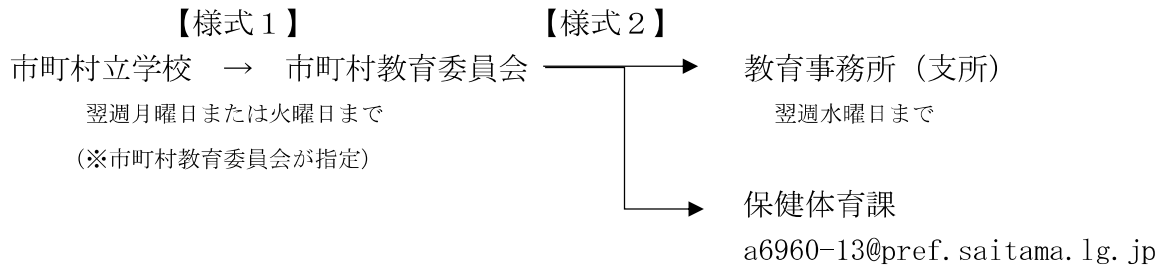 【様式１】　【様式２】
市町村立学校　→　市町村教育委員会　教育事務所（支所）
翌週月曜日または火曜日まで　翌週水曜日まで
（※市町村教育委員会が指定）
保健体育課
a6960-13@pref.saitama.lg.jp